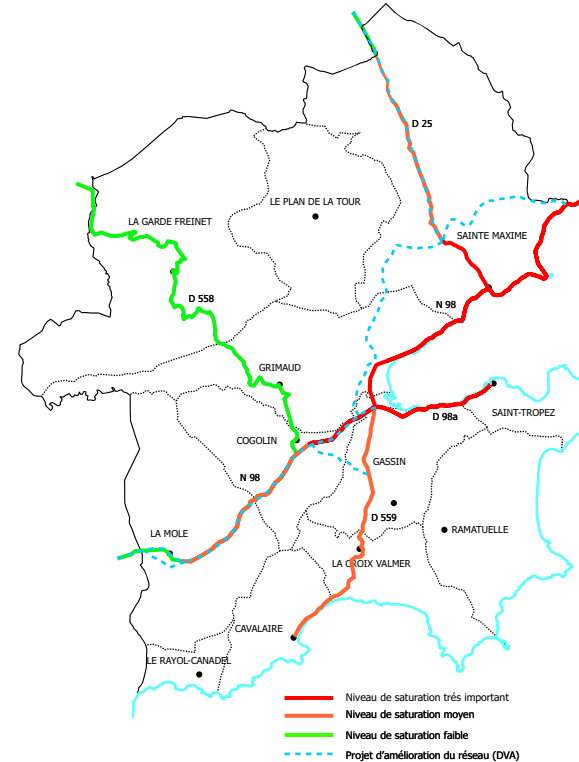 D 25
LE PLAN DE LA TOUR
LA GARDE FREINET
SAINTE MAXIME
D 558
N 98
GRIMAUD
SAINT-TROPEZ
D 98a
COGOLIN
GASSIN
N 98
D 559
RAMATUELLE
LA MOLE
LA CROIX VALMER
CAVALAIRE
LE RAYOL-CANADEL
Niveau de saturation trés important
Niveau de saturation moyen
Niveau de saturation faible
Projet d'amélioration du réseau (DVA)